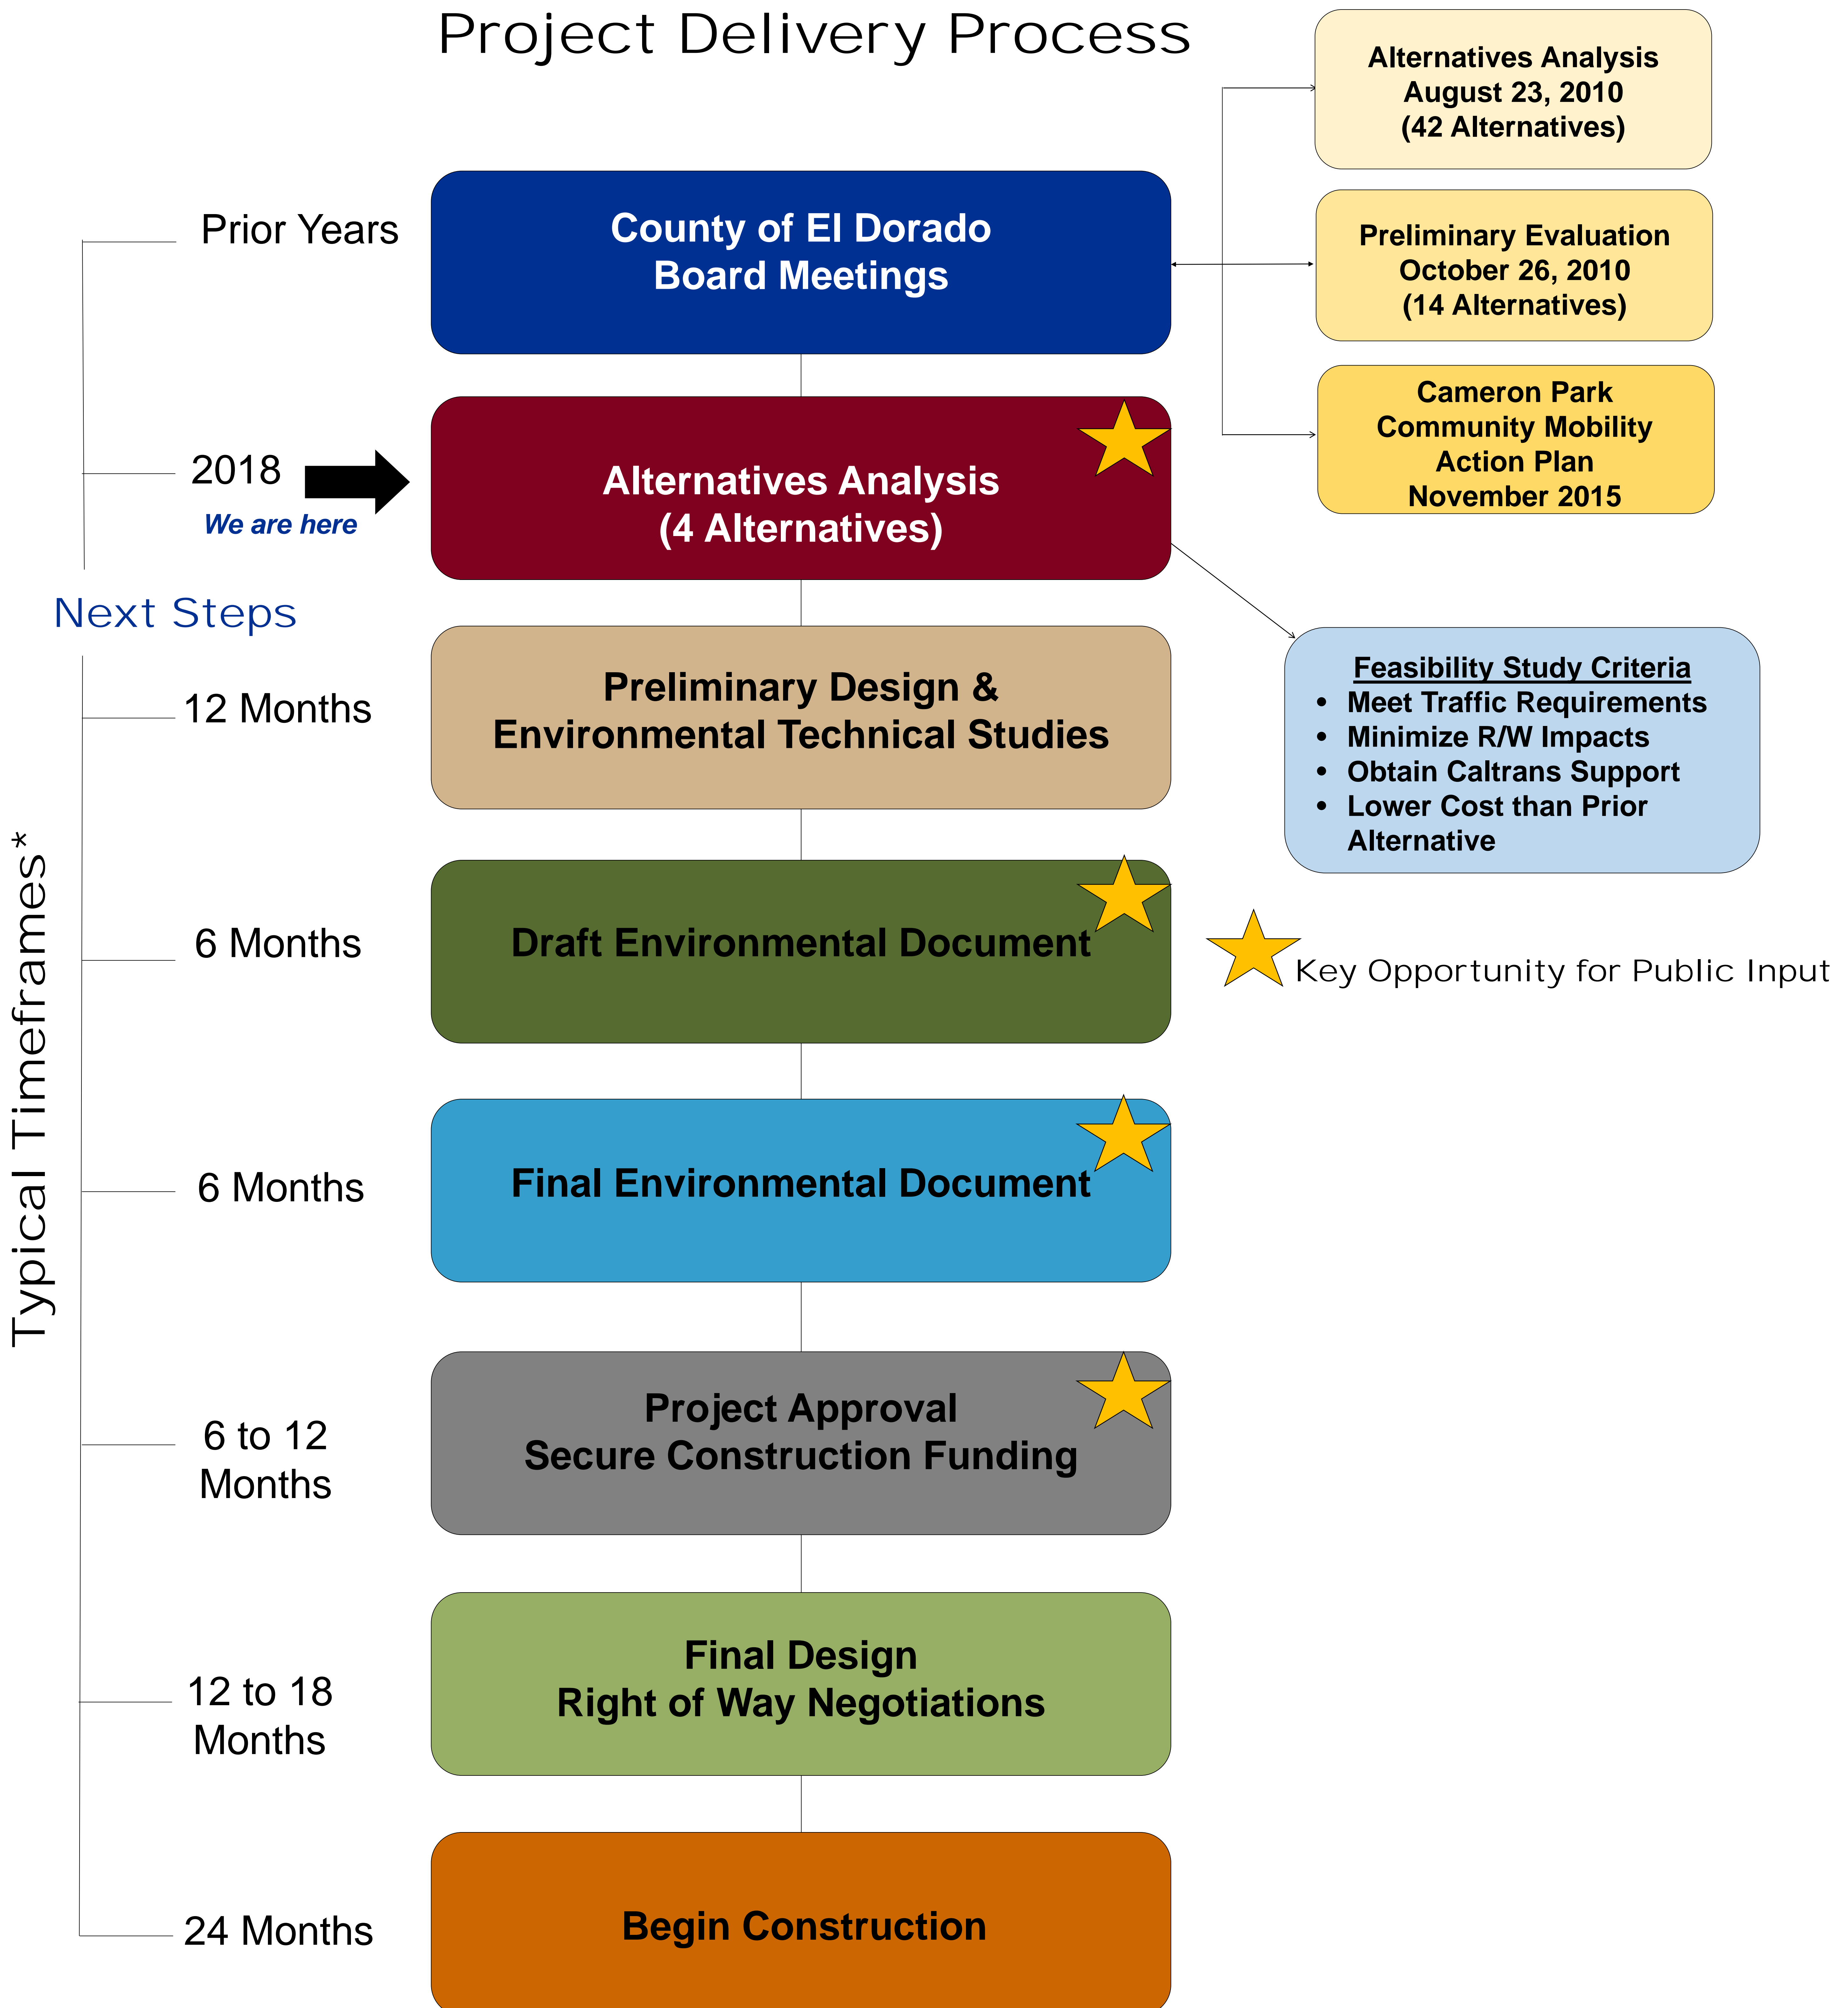 Project Delivery Process
Alternatives Analysis
August 23, 2010
(42 Alternatives)
Prior Years
County of El Dorado
Board Meetings
Preliminary Evaluation
October 26, 2010
(14 Alternatives)
Cameron Park
Community Mobility
Action Plan
November 2015
2018
We are here
Alternatives Analysis
(4 Alternatives)
Next Steps
Feasibility Study Criteria
• Meet Traffic Requirements
• Minimize R/W Impacts
• Obtain Caltrans Support
• Lower Cost than Prior
Alternative
Typical Timeframes*
12 Months
Preliminary Design &
Environmental Technical Studies
6 Months
Draft Environmental Document
Key Opportunity for Public Input
6 Months
Final Environmental Document
6 to 12
Months
Project Approval
Secure Construction Funding
12 to 18
Months
Final Design
Right of Way Negotiations
24 Months
Begin Construction